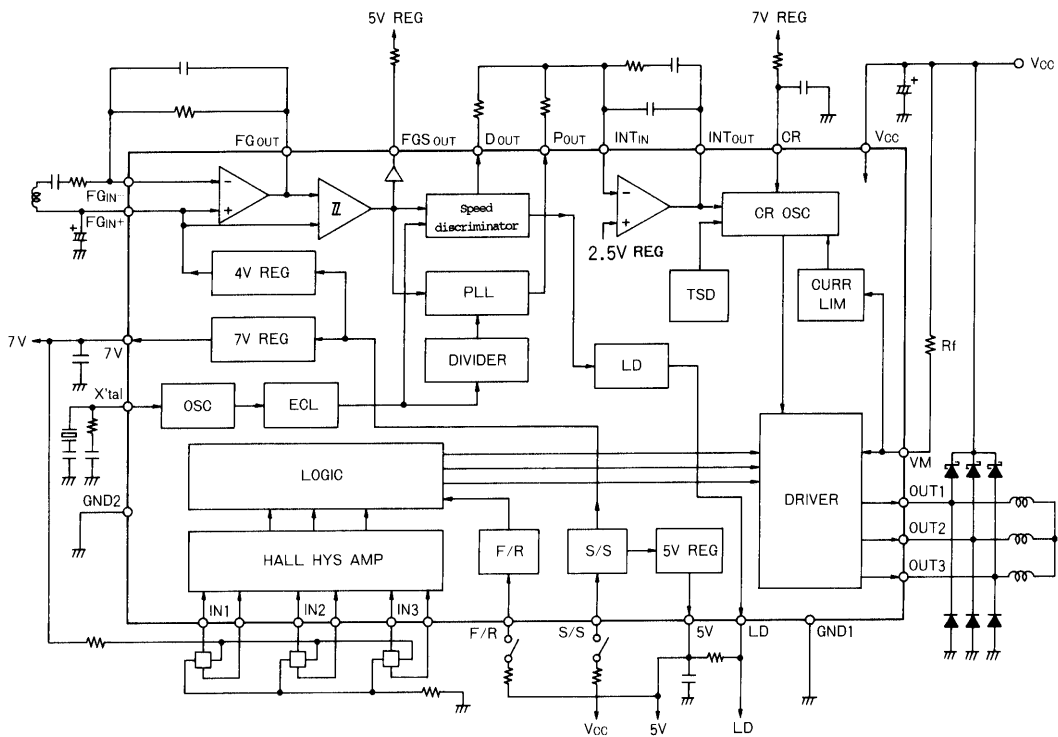 5V REG
7V REG
VCC
FGOUT
FGS OUT
DOUT
POUT
INTIN
INTOUT
CR
VCC
+
FGIN−
FGIN+
+
−
+
Speed
discriminator
−
+
2.5V REG
CR OSC
4V REG
PLL
TSD
CURR
LIM
7V
7V
7V REG
DIVIDER
LD
Rf
X'tal
OSC
ECL
VM
LOGIC
DRIVER
OUT1
GND2
OUT2
HALL HYS AMP
F/R
S/S
5V REG
OUT3
IN1
IN2
IN3
F/R
S/S
5V
LD
GND1
VCC
5V
LD